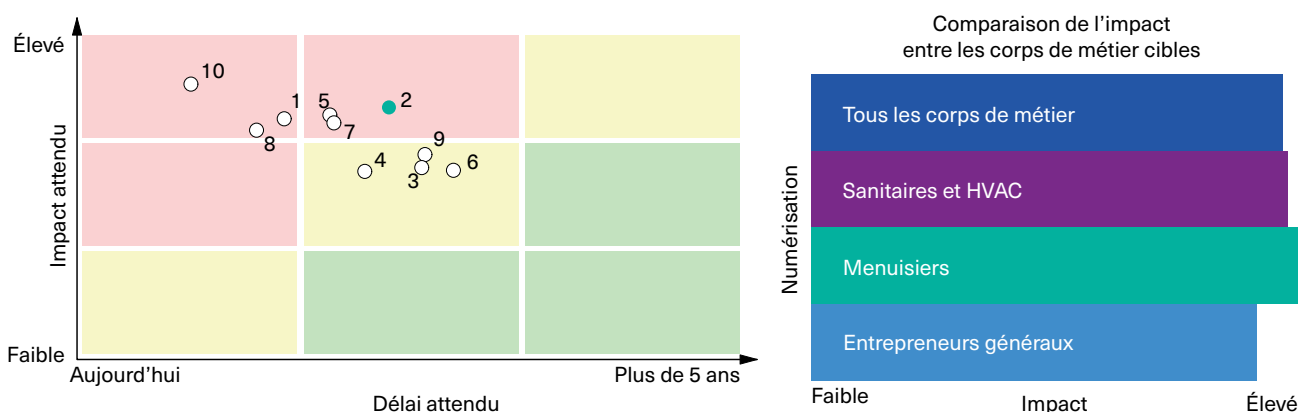 Élevé
Impact attendu
Faible
10
1
5
2
8
7
9
4
3
6
Aujourd'hui
Plus de 5 ans
Délai attendu
Comparaison de l'impact
entre les corps de métier cibles
Numérisation
Tous les corps de métier
Sanitaires et HVAC
Menuisiers
Entrepreneurs généraux
Faible
Impact
Élevé